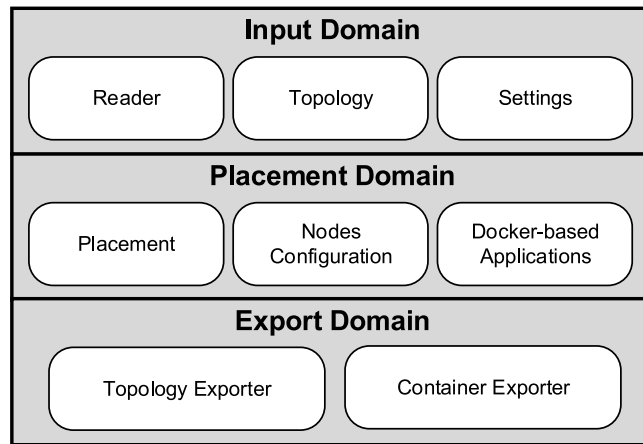 Input Domain
Reader
Topology
Settings
Placement Domain
Placement
Nodes
Configuration
Docker-based
Applications
Export Domain
Topology Exporter
Container Exporter